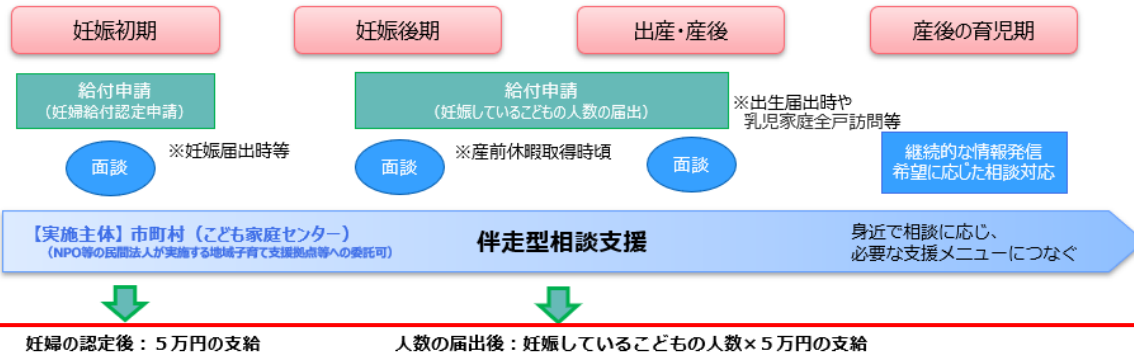 妊娠初期
妊娠後期
出産・産後
産後の育児期
給付申請
(妊婦給付認定申請)
給付申請
(妊娠しているこどもの人数の届出)
※出生届出時や
乳児家庭全戸訪問等
面談
※妊娠届出時等
面談
※産前休暇取得時頃
面談
継続的な情報発信
希望に応じた相談対応
【実施主体】市町村（こども家庭センター）
（NPO等の民間法人が実施する地域子育て支援拠点等への委託可）
伴走型相談支援
身近で相談に応じ、
必要な支援メニューにつなぐ
妊婦の認定後：５万円の支給
人数の届出後：妊娠しているこどもの人数×５万円の支給